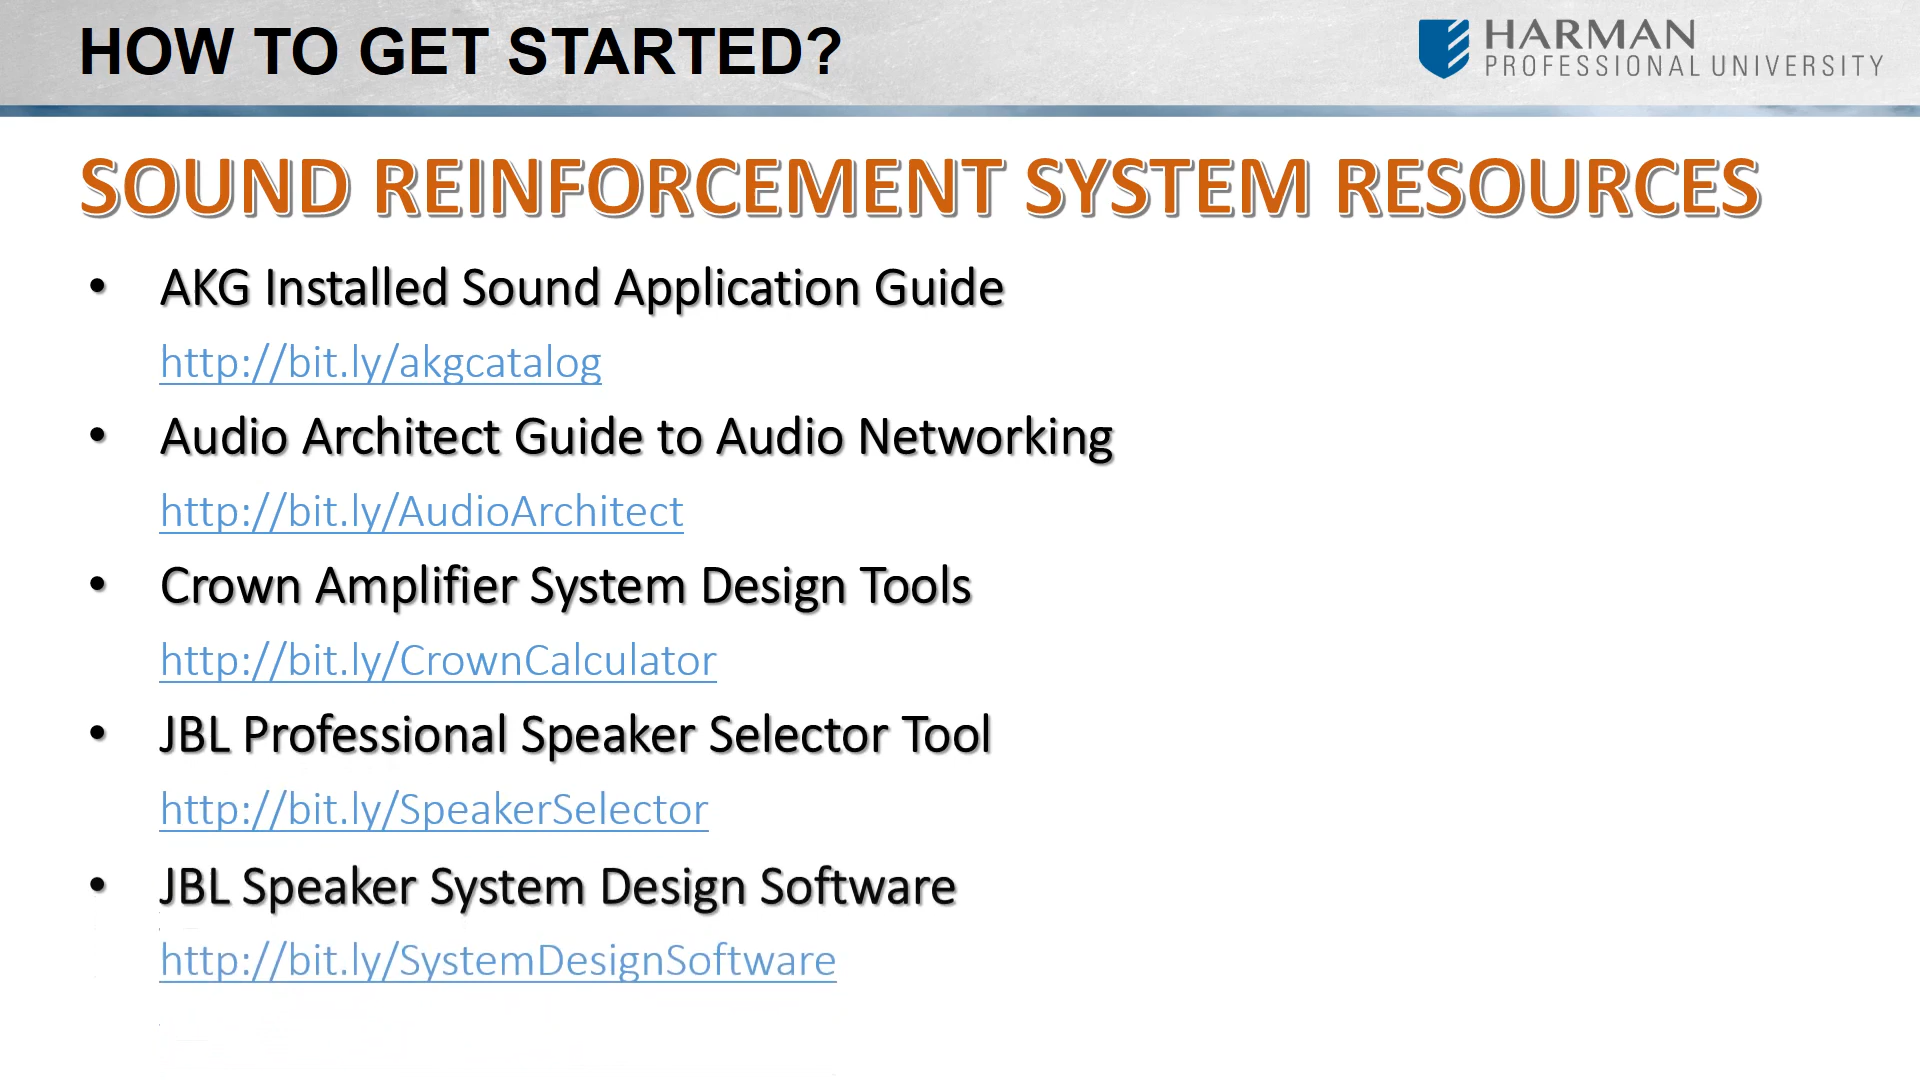 HOW TO GET STARTED?
HARMAN
PROFESSIONAL UNIVERSITY
SOUND REINFORCEMENT SYSTEM RESOURCES
• AKG Installed Sound Application Guide
http://bit.ly/akgcatalog
• Audio Architect Guide to Audio Networking
http://bit.ly/AudioArchitect
• Crown Amplifier System Design Tools
http://bit.ly/CrownCalculator
• JBL Professional Speaker Selector Tool
http://bit.ly/SpeakerSelector
• JBL Speaker System Design Software
http://bit.ly/SystemDesignSoftware